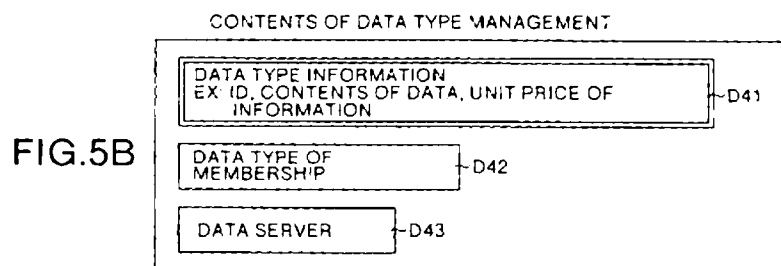 CONTENTS OF DATA TYPE MANAGEMENT
DATA TYPE INFORMATION
EX: ID, CONTENTS OF DATA, UNIT PRICE OF
INFORMATION
D41
FIG.5B
DATA TYPE OF
MEMBERSHIP
D42
DATA SERVER
D43